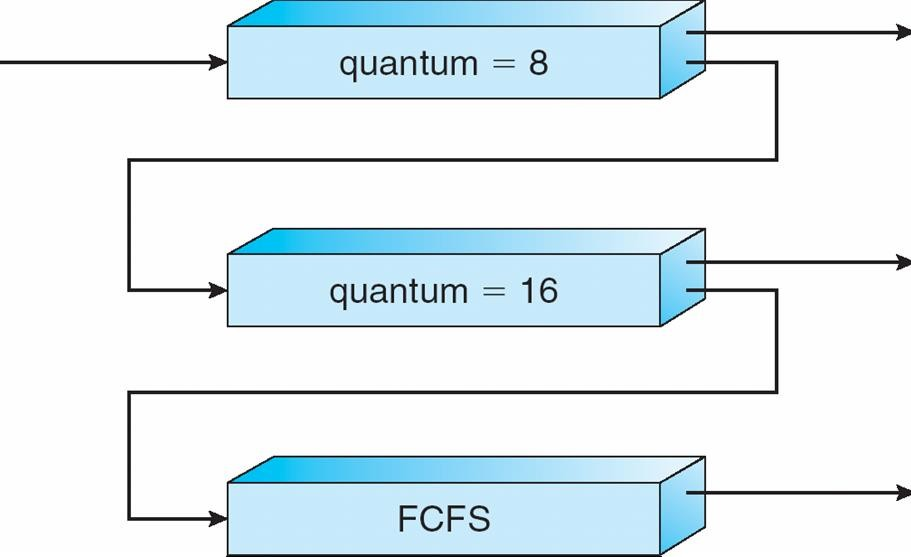 quantum = 8
quantum = 16
FCFS